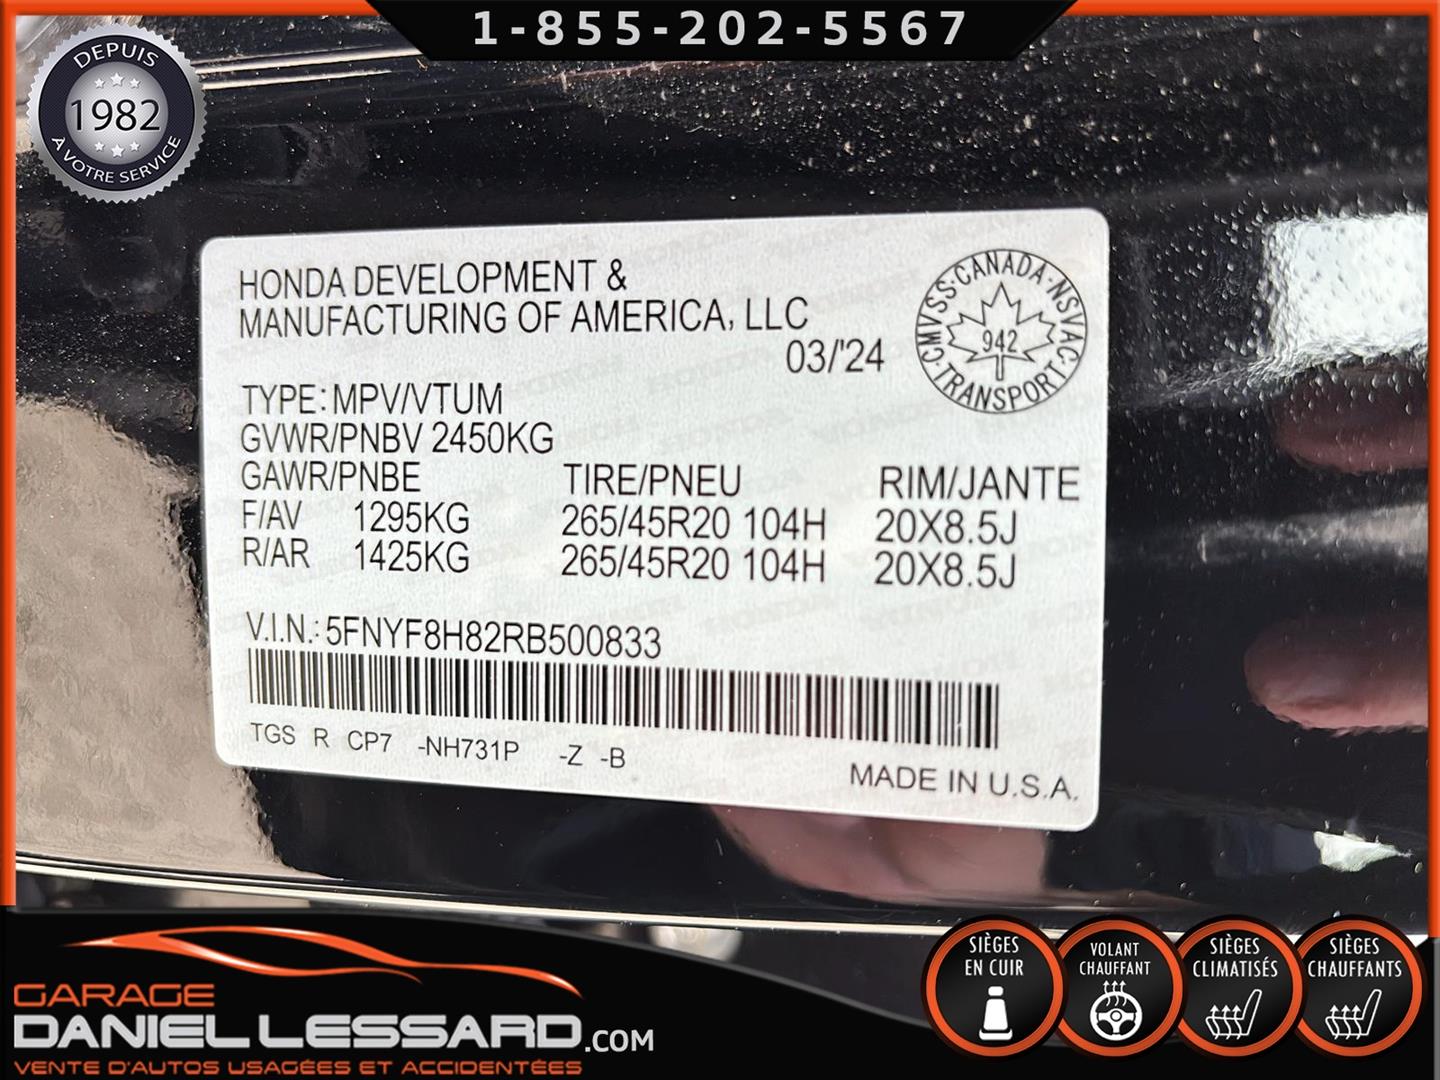 1-855-202-5567
DEPUIS
1982
À VOTRE SERVICE
HONDA DEVELOPMENT &
MANUFACTURING OF AMERICA, LLC
03/'24
CMVSS·CANADA·NSVAC·TRANSPORT·
942
TYPE: MPV/VTUM
GVWR/PNBV 2450KG
GAWR/PNBE TIRE/PNEU RIM/JANTE
F/AV 1295KG 265/45R20 104H 20X8.5J
R/AR 1425KG 265/45R20 104H 20X8.5J
V.I.N.: 5FNYF8H82RB500833
TGS R CP7 -NH731P -Z -B
MADE IN U.S.A.
GARAGE
DANIEL LESSARD.COM
VENTE D'AUTOS USAGÉES ET ACCIDENTÉES
SIÈGES
EN CUIR
VOLANT
CHAUFFANT
SIÈGES
CLIMATISÉS
SIÈGES
CHAUFFANTS